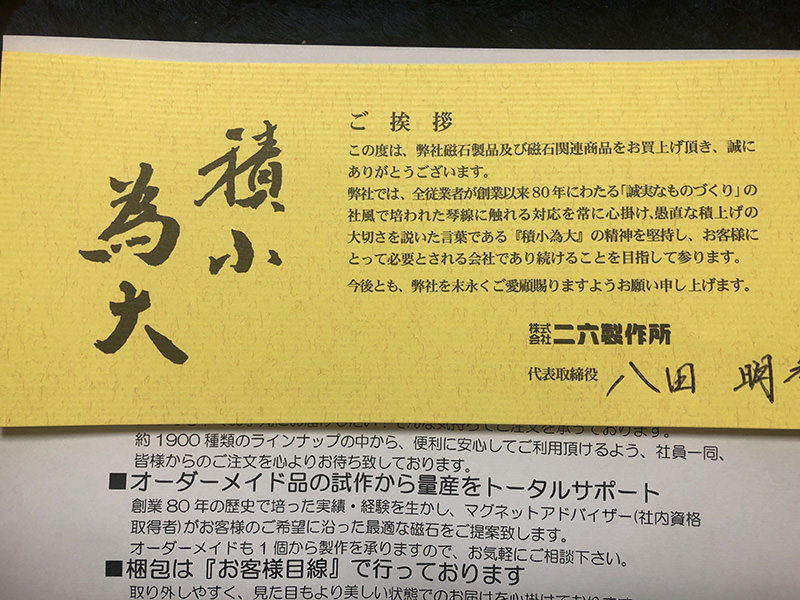 積小
為大
ご挨拶
この度は、弊社磁石製品及び磁石関連商品をお買上げ頂き、誠に
ありがとうございます。
弊社では、全従業者が創業以来80年にわたる「誠実なものづくり」の
社風で培われた琴線に触れる対応を常に心掛け、愚直な積上げの
大切さを説いた言葉である『積小為大』の精神を堅持し、お客様に
とって必要とされる会社であり続けることを目指して参ります。
今後とも、弊社を末永くご愛顧賜りますようお願い申し上げます。
株式会社 二六製作所
代表取締役 八田 明
約1900種類のラインナップの中から、便利に安心してご利用頂けるよう、社員一同、
皆様からのご注文を心よりお待ち致しております。
■オーダーメイド品の試作から量産をトータルサポート
創業80年の歴史で培った実績・経験を生かし、マグネットアドバイザー(社内資格
取得者)がお客様のご希望に沿った最適な磁石をご提案致します。
オーダーメイドも1個から製作を承りますので、お気軽にご相談下さい。
■梱包は『お客様目線』で行っております
取り外しやすく、見た目もより美しい状態でのお届けを心掛けております